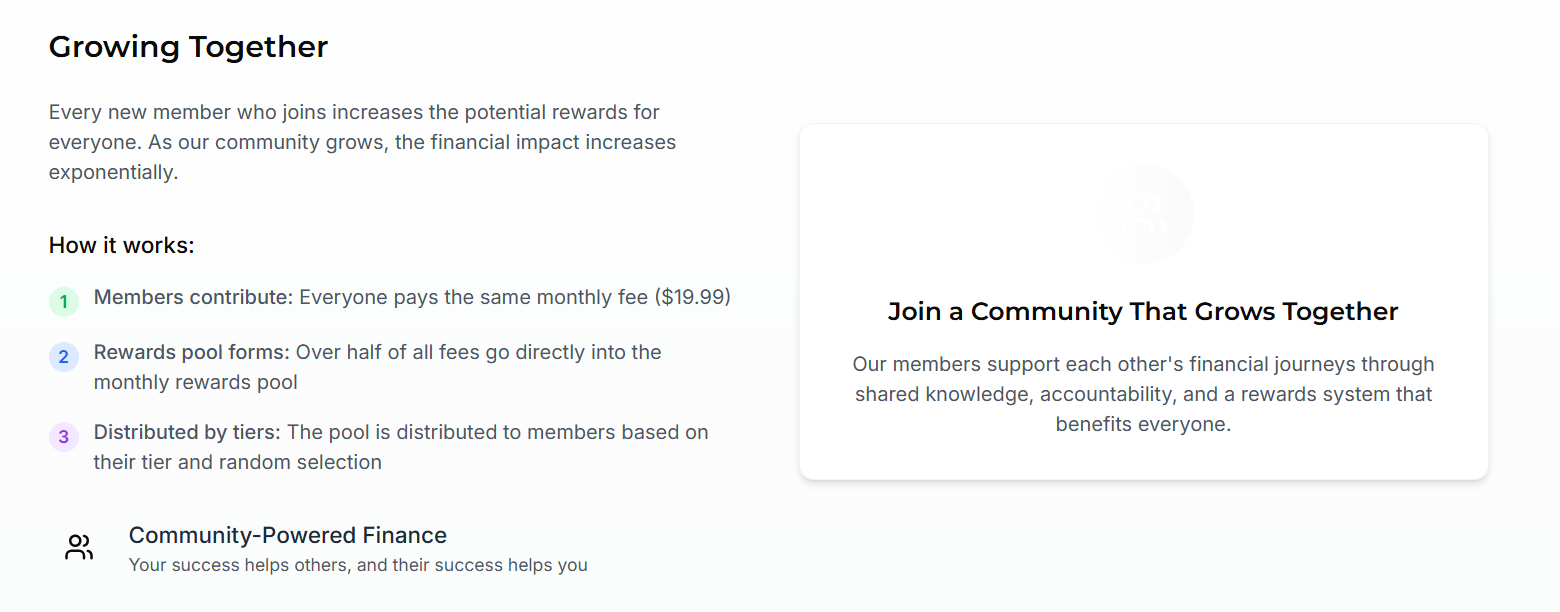 Growing Together
Every new member who joins increases the potential rewards for
everyone. As our community grows, the financial impact increases
exponentially.
How it works:
1 Members contribute: Everyone pays the same monthly fee ($19.99)
2 Rewards pool forms: Over half of all fees go directly into the
monthly rewards pool
3 Distributed by tiers: The pool is distributed to members based on
their tier and random selection
Community-Powered Finance
Your success helps others, and their success helps you
Join a Community That Grows Together
Our members support each other's financial journeys through
shared knowledge, accountability, and a rewards system that
benefits everyone.